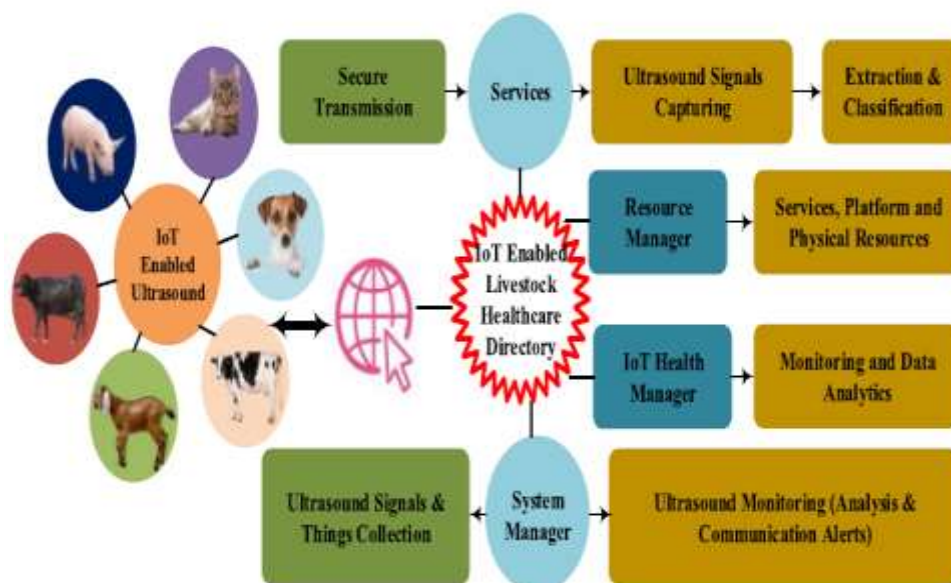 Secure
Transmission
Services
Ultrasound Signals
Capturing
Extraction &
Classification
IoT
Enabled
Ultrasound
IoT Enabled
Livestock
Healthcare
Directory
Resource
Manager
Services, Platform and
Physical Resources
IoT Health
Manager
Monitoring and Data
Analytics
Ultrasound Signals &
Things Collection
System
Manager
Ultrasound Monitoring (Analysis &
Communication Alerts)